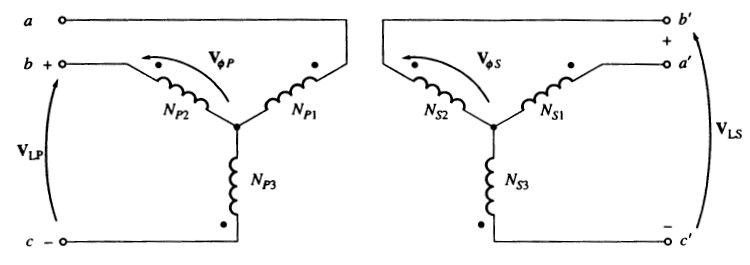 a b′
b + V_ϕP V_ϕS + a′
N_P2 N_P1 N_S2 N_S1
V_LP V_LS
N_P3 N_S3
c − − c′